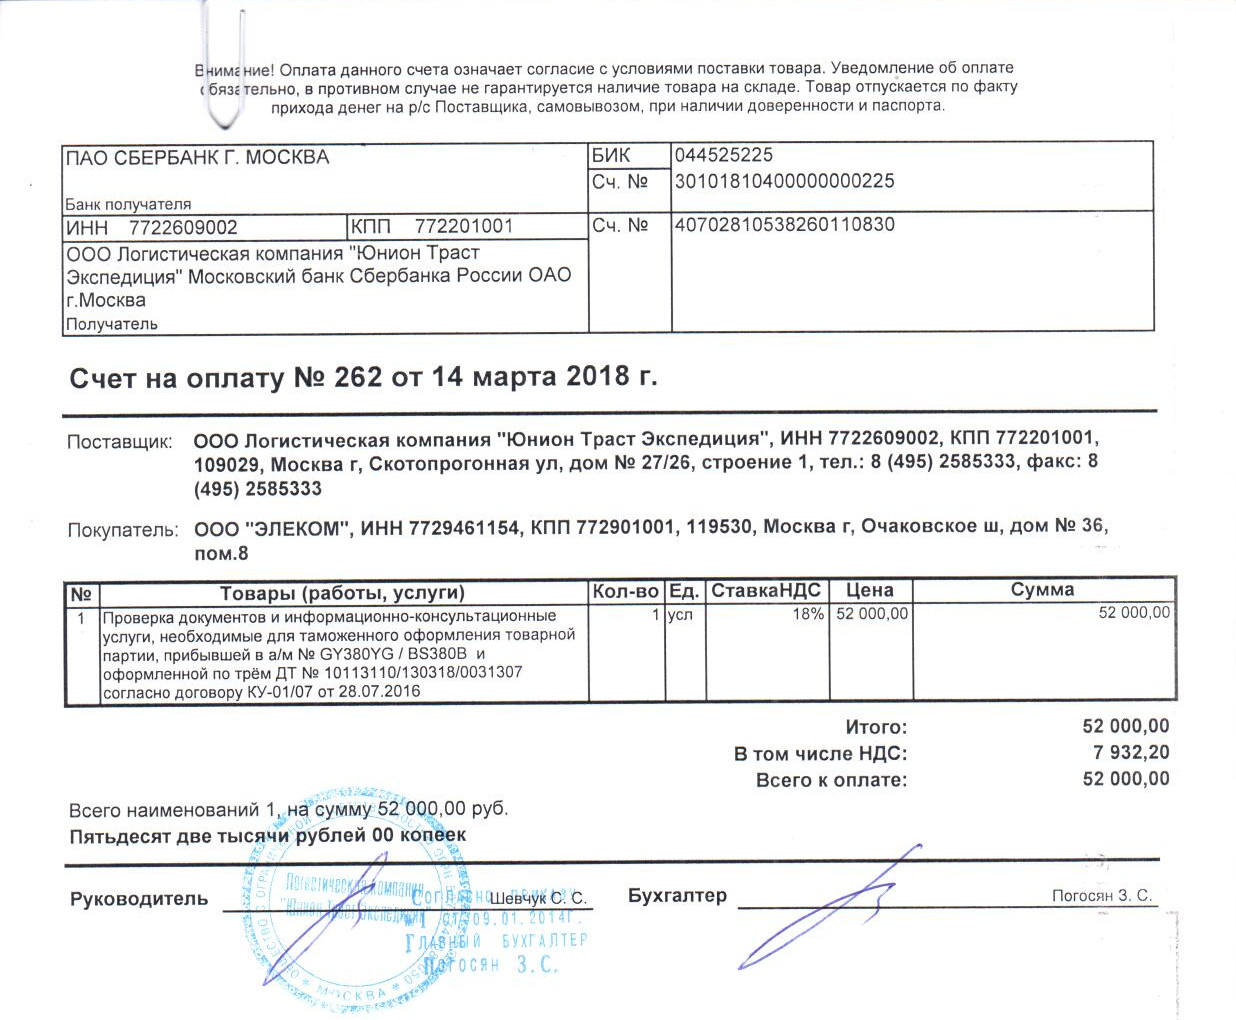 Внимание! Оплата данного счета означает согласие с условиями поставки товара. Уведомление об оплате
обязательно, в противном случае не гарантируется наличие товара на складе. Товар отпускается по факту
прихода денег на р/с Поставщика, самовывозом, при наличии доверенности и паспорта.
ПАО СБЕРБАНК Г. МОСКВА БИК 044525225
Сч. № 30101810400000000225
Банк получателя
ИНН 7722609002 КПП 772201001 Сч. № 40702810538260110830
ООО Логистическая компания "Юнион Траст
Экспедиция" Московский банк Сбербанка России ОАО
г.Москва
Получатель
Счет на оплату № 262 от 14 марта 2018 г.
Поставщик: ООО Логистическая компания "Юнион Траст Экспедиция", ИНН 7722609002, КПП 772201001,
109029, Москва г, Скотопрогонная ул, дом № 27/26, строение 1, тел.: 8 (495) 2585333, факс: 8
(495) 2585333
Покупатель: ООО "ЭЛЕКОМ", ИНН 7729461154, КПП 772901001, 119530, Москва г, Очаковское ш, дом № 36,
пом.8
№ Товары (работы, услуги) Кол-во Ед. СтавкаНДС Цена Сумма
1 Проверка документов и информационно-консультационные 1 усл 18% 52 000,00 52 000,00
услуги, необходимые для таможенного оформления товарной
партии, прибывшей в а/м № GY380YG / BS380B и
оформленной по трём ДТ № 10113110/130318/0031307
согласно договору КУ-01/07 от 28.07.2016
Итого: 52 000,00
В том числе НДС: 7 932,20
Всего к оплате: 52 000,00
Всего наименований 1, на сумму 52 000,00 руб.
Пятьдесят две тысячи рублей 00 копеек
Руководитель Шевчук С. С. Бухгалтер Погосян З. С.
Логистическая компания
"Юнион Траст Экспедиция"
МОСКВА
Согласно приказу
№1 от 09.01.2014г.
Главный бухгалтер
Погосян З.С.